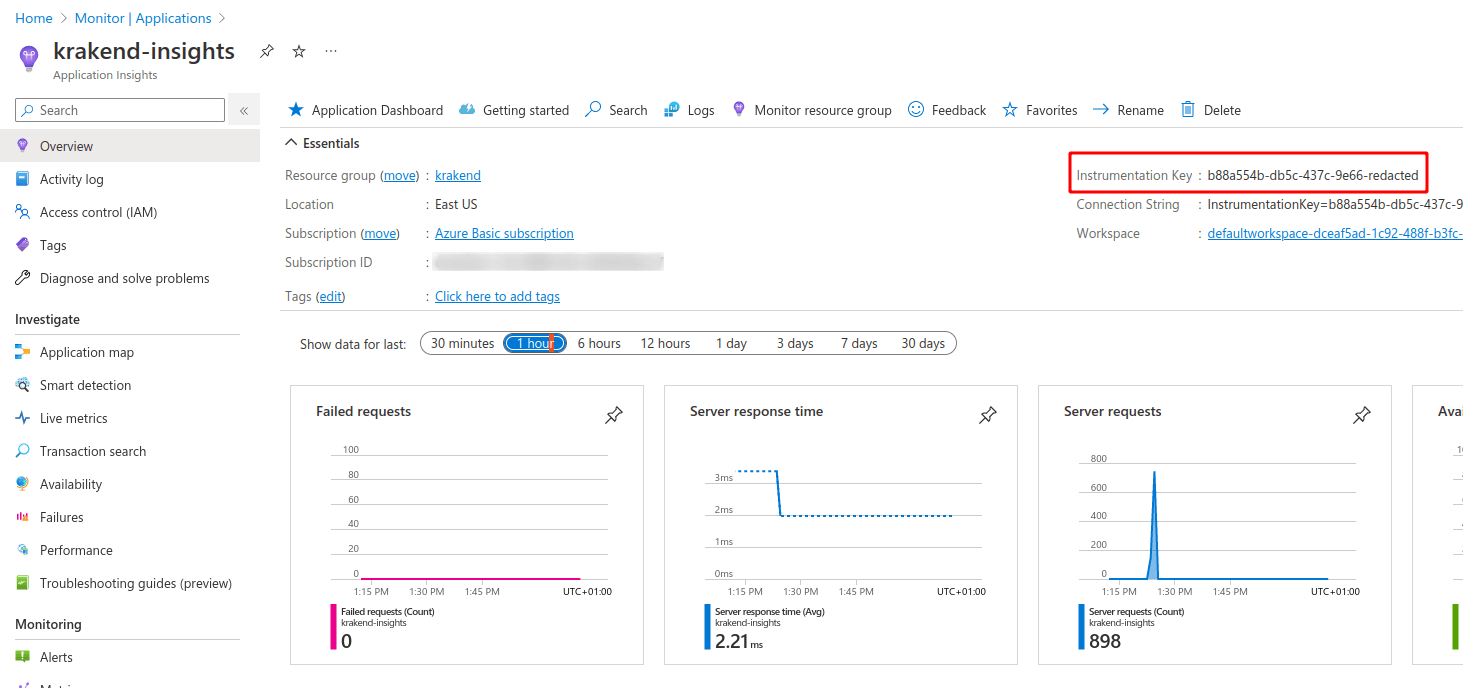 Home > Monitor | Applications >
krakend-insights ···
Application Insights
Search «
Application Dashboard Getting started Search Logs Monitor resource group Feedback Favorites Rename Delete
Overview
Activity log
Access control (IAM)
Tags
Diagnose and solve problems
Investigate
Application map
Smart detection
Live metrics
Transaction search
Availability
Failures
Performance
Troubleshooting guides (preview)
Monitoring
Alerts
Essentials
Resource group (move) : krakend
Location : East US
Subscription (move) : Azure Basic subscription
Subscription ID :
Tags (edit) : Click here to add tags
Instrumentation Key : b88a554b-db5c-437c-9e66-redacted
Connection String : InstrumentationKey=b88a554b-db5c-437c-9
Workspace : defaultworkspace-dceaf5ad-1c92-488f-b3fc-
Show data for last: 30 minutes 1 hour 6 hours 12 hours 1 day 3 days 7 days 30 days
Failed requests
100
80
60
40
20
0
1:15 PM 1:30 PM 1:45 PM UTC+01:00
Failed requests (Count)
krakend-insights
0
Server response time
3ms
2ms
1ms
0ms
1:15 PM 1:30 PM 1:45 PM UTC+01:00
Server response time (Avg)
krakend-insights
2.21 ms
Server requests
800
600
400
200
0
1:15 PM 1:30 PM 1:45 PM UTC+01:00
Server requests (Count)
krakend-insights
898
Ava